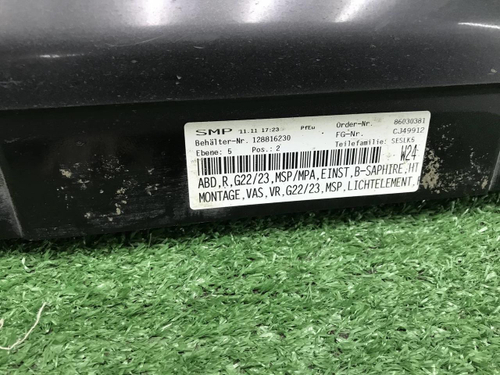 SMP 11.11 17:23 PfEw Order-Nr. 86030381
Behälter-Nr. 128816230 FG-Nr. CJ49912
Ebene: 5 Pos.: 2 Teilefamilie: SESLK5
W24
ABD,R,G22/23,MSP/MPA,EINST,B-SAPHIRE,HT
MONTAGE,VAS,VR,G22/23,MSP,LICHTELEMENT,